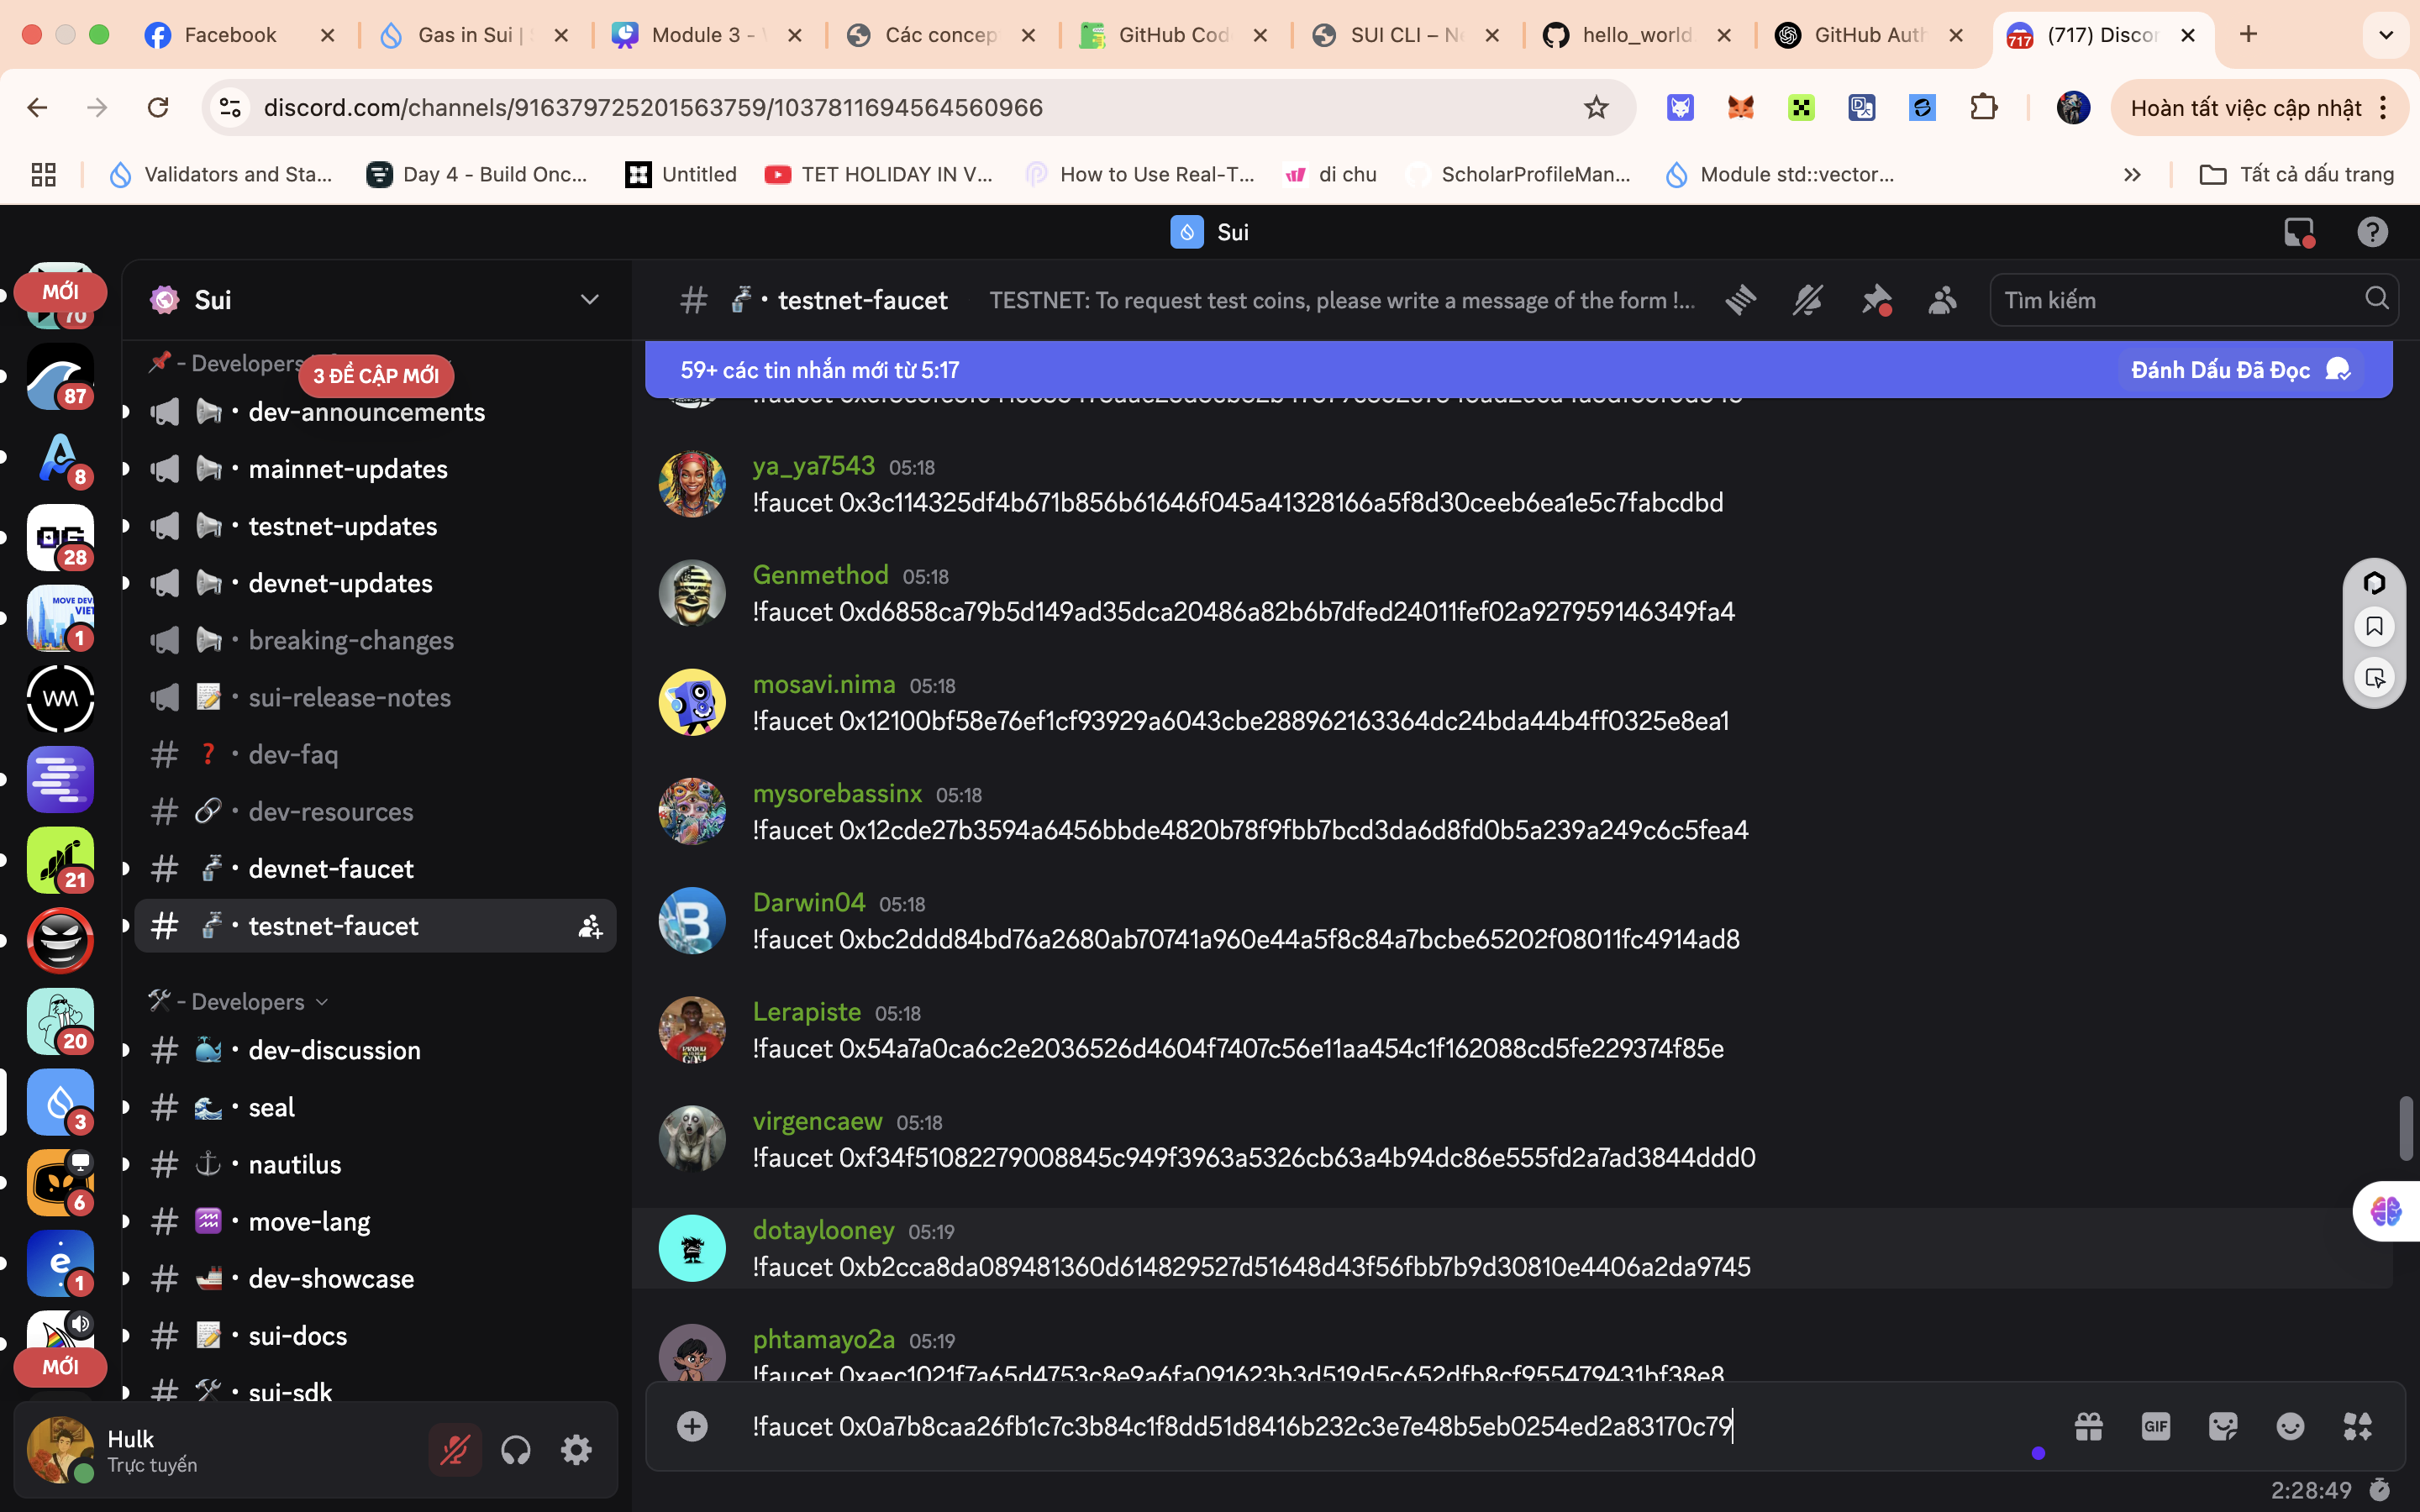 Facebook
Gas in Sui |
Module 3 -
Các concep
GitHub Cod
SUI CLI – N
hello_world
GitHub Auth
717
(717) Discor
discord.com/channels/916379725201563759/1037811694564560966
Hoàn tất việc cập nhật
Validators and Sta...
Day 4 - Build Onc...
Untitled
TET HOLIDAY IN V...
How to Use Real-T...
di chu
ScholarProfileMan...
Module std::vector...
Tất cả dấu trang
Sui
MỚI
70
87
8
28
MOVE DEV
1
21
20
3
6
e
1
MỚI
Sui
- Developers
3 ĐỀ CẬP MỚI
dev-announcements
mainnet-updates
testnet-updates
devnet-updates
breaking-changes
sui-release-notes
dev-faq
dev-resources
devnet-faucet
testnet-faucet
- Developers
dev-discussion
seal
nautilus
move-lang
dev-showcase
sui-docs
sui-sdk
Hulk
Trực tuyến
testnet-faucet
TESTNET: To request test coins, please write a message of the form !...
Tìm kiếm
59+ các tin nhắn mới từ 5:17
Đánh Dấu Đã Đọc
ya_ya7543 05:18
!faucet 0x3c114325df4b671b856b61646f045a41328166a5f8d30ceeb6ea1e5c7fabcdbd
Genmethod 05:18
!faucet 0xd6858ca79b5d149ad35dca20486a82b6b7dfed24011fef02a927959146349fa4
mosavi.nima 05:18
!faucet 0x12100bf58e76ef1cf93929a6043cbe288962163364dc24bda44b4ff0325e8ea1
mysorebassinx 05:18
!faucet 0x12cde27b3594a6456bbde4820b78f9fbb7bcd3da6d8fd0b5a239a249c6c5fea4
Darwin04 05:18
!faucet 0xbc2ddd84bd76a2680ab70741a960e44a5f8c84a7bcbe65202f08011fc4914ad8
Lerapiste 05:18
!faucet 0x54a7a0ca6c2e2036526d4604f7407c56e11aa454c1f162088cd5fe229374f85e
virgencaew 05:18
!faucet 0xf34f51082279008845c949f3963a5326cb63a4b94dc86e555fd2a7ad3844ddd0
dotaylooney 05:19
!faucet 0xb2cca8da089481360d614829527d51648d43f56fbb7b9d30810e4406a2da9745
phtamayo2a 05:19
!faucet 0xaec1021f7a65d4753c8e9a6fa091623b3d519d5c652dfb8cf955479431bf38e8
!faucet 0x0a7b8caa26fb1c7c3b84c1f8dd51d8416b232c3e7e48b5eb0254ed2a83170c79
GIF
2:28:49